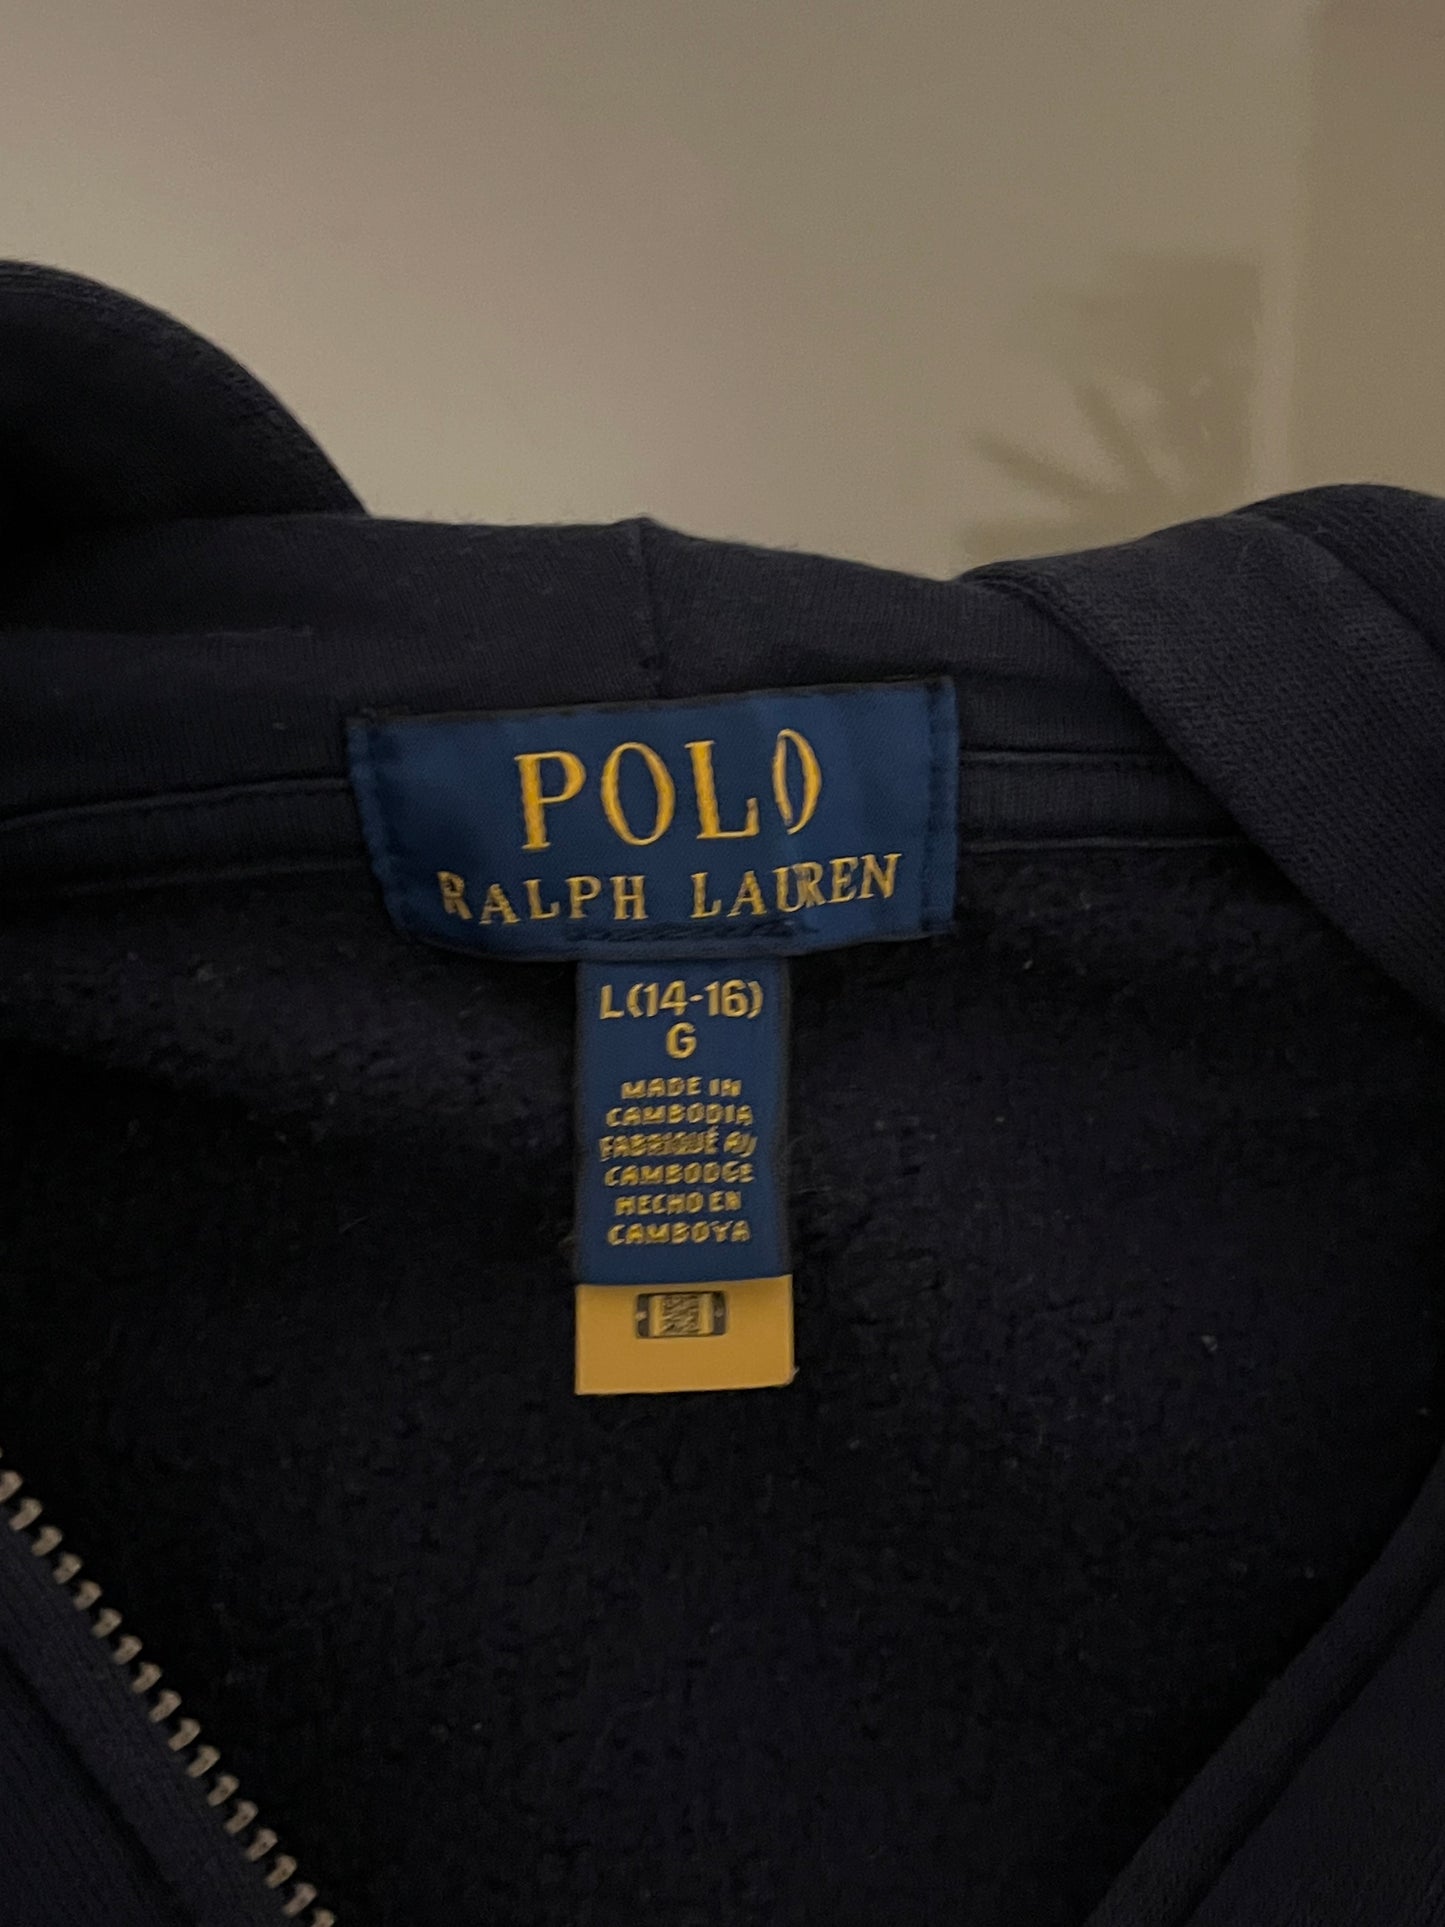 POLO
RALPH LAUREN
L(14-16)
G
MADE IN
CAMBODIA
FABRIQUÉ AU
CAMBODGE
HECHO EN
CAMBOYA